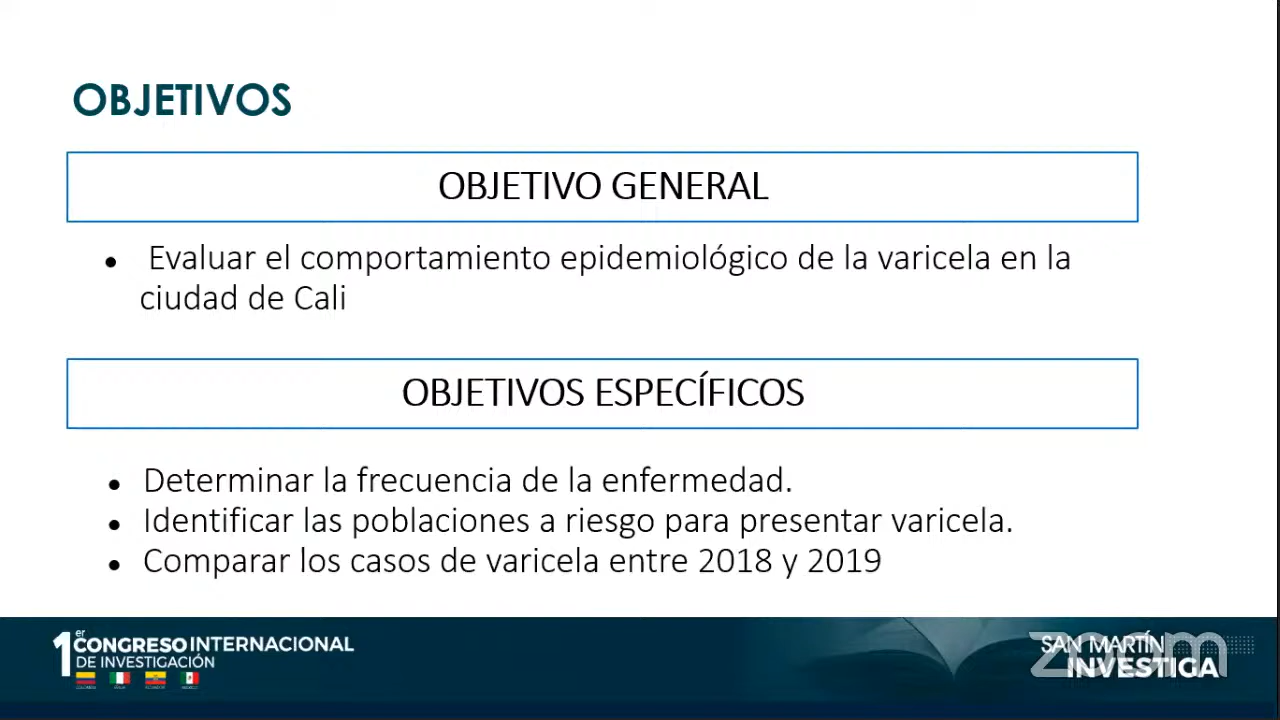 OBJETIVOS
OBJETIVO GENERAL
• Evaluar el comportamiento epidemiológico de la varicela en la
ciudad de Cali
OBJETIVOS ESPECÍFICOS
• Determinar la frecuencia de la enfermedad.
• Identificar las poblaciones a riesgo para presentar varicela.
• Comparar los casos de varicela entre 2018 y 2019
1er CONGRESO INTERNACIONAL
DE INVESTIGACIÓN
SAN MARTÍN
INVESTIGA
zoom